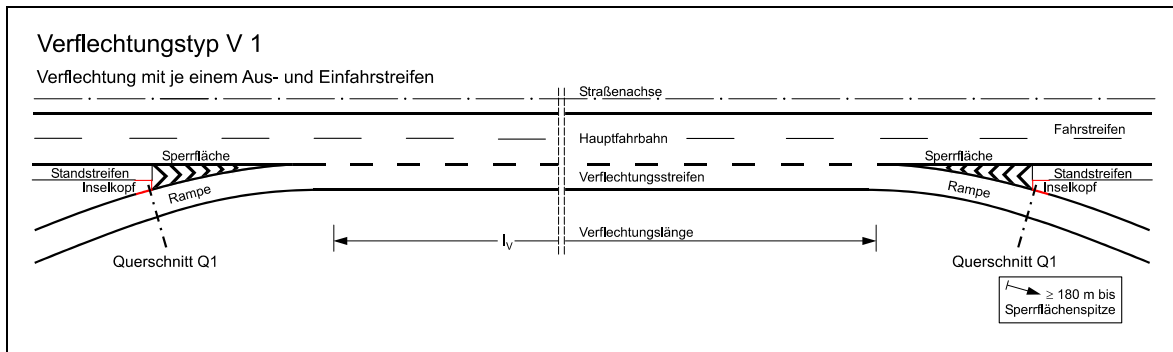 Verflechtungstyp V 1
Verflechtung mit je einem Aus- und Einfahrstreifen
Straßenachse
Hauptfahrbahn
Fahrstreifen
Sperrfläche
Sperrfläche
Standstreifen
Verflechtungsstreifen
Standstreifen
Inselkopf
Rampe
Rampe
Inselkopf
lV
Verflechtungslänge
Querschnitt Q1
Querschnitt Q1
≥ 180 m bis
Sperrflächenspitze